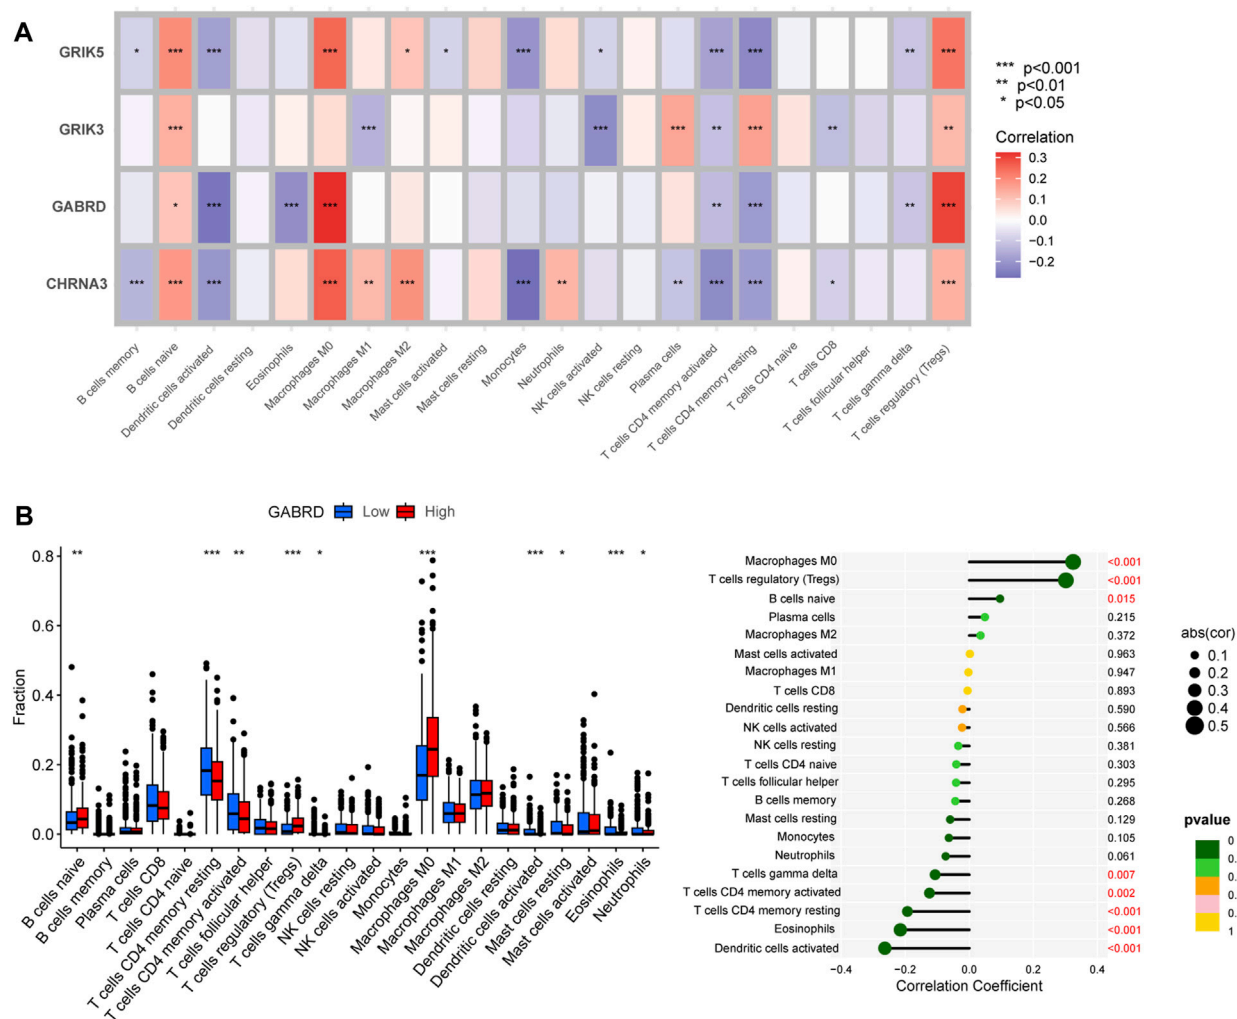 A
GRIK5
* *** *** *** * * *** * *** *** ** ***
GRIK3
*** *** *** *** ** *** ** **
GABRD
* *** *** *** ** *** ** ***
CHRNA3
*** *** *** *** ** *** *** ** ** *** *** * ***
*** p<0.001
** p<0.01
* p<0.05
Correlation
0.3
0.2
0.1
0.0
−0.1
−0.2
B cells memory
B cells naive
Dendritic cells activated
Dendritic cells resting
Eosinophils
Macrophages M0
Macrophages M1
Macrophages M2
Mast cells activated
Mast cells resting
Monocytes
Neutrophils
NK cells activated
NK cells resting
Plasma cells
T cells CD4 memory activated
T cells CD4 memory resting
T cells CD4 naive
T cells CD8
T cells follicular helper
T cells gamma delta
T cells regulatory (Tregs)
B
GABRD Low High
** *** ** *** * *** *** * *** *
Fraction
0.8
0.6
0.4
0.2
0.0
B cells naive
B cells memory
Plasma cells
T cells CD8
T cells CD4 naive
T cells CD4 memory resting
T cells CD4 memory activated
T cells follicular helper
T cells regulatory (Tregs)
T cells gamma delta
NK cells resting
NK cells activated
Monocytes
Macrophages M0
Macrophages M1
Macrophages M2
Dendritic cells resting
Dendritic cells activated
Mast cells resting
Mast cells activated
Eosinophils
Neutrophils
Macrophages M0 <0.001
T cells regulatory (Tregs) <0.001
B cells naive 0.015
Plasma cells 0.215
Macrophages M2 0.372
Mast cells activated 0.963
Macrophages M1 0.947
T cells CD8 0.893
Dendritic cells resting 0.590
NK cells activated 0.566
NK cells resting 0.381
T cells CD4 naive 0.303
T cells follicular helper 0.295
B cells memory 0.268
Mast cells resting 0.129
Monocytes 0.105
Neutrophils 0.061
T cells gamma delta 0.007
T cells CD4 memory activated 0.002
T cells CD4 memory resting <0.001
Eosinophils <0.001
Dendritic cells activated <0.001
−0.4 −0.2 0.0 0.2 0.4
Correlation Coefficient
abs(cor)
0.1
0.2
0.3
0.4
0.5
pvalue
0
0.
0.
0.
0.
1